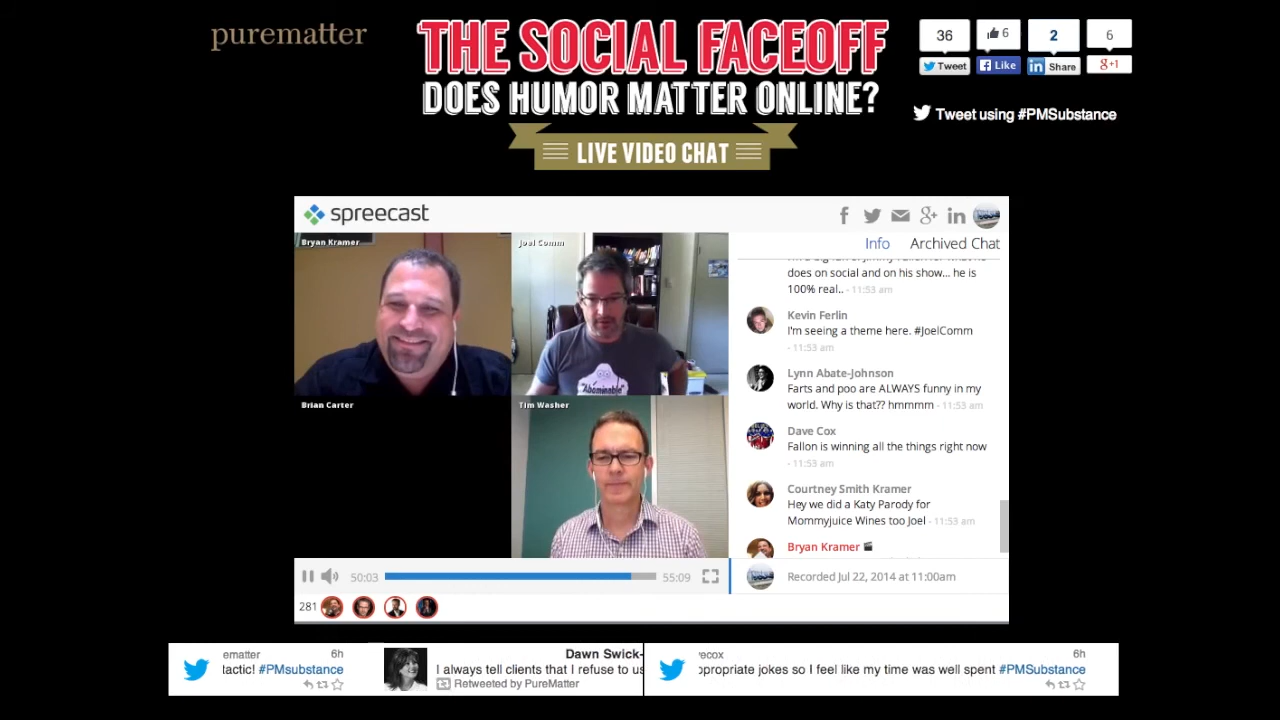 purematter
THE SOCIAL FACEOFF
DOES HUMOR MATTER ONLINE?
LIVE VIDEO CHAT
36 6 2 6
Tweet Like in Share g+1
Tweet using #PMSubstance
spreecast
Info Archived Chat
Bryan Kramer
Joel Comm
does on social and on his show... he is
100% real.. - 11:53 am
Kevin Ferlin
I'm seeing a theme here. #JoelComm
- 11:53 am
Lynn Abate-Johnson
Farts and poo are ALWAYS funny in my
world. Why is that?? hmmmm - 11:53 am
Dave Cox
Fallon is winning all the things right now
- 11:53 am
Courtney Smith Kramer
Hey we did a Katy Parody for
Mommyjuice Wines too Joel - 11:53 am
Bryan Kramer
"Abominable"
Brian Carter
Tim Washer
50:03 55:09
Recorded Jul 22, 2014 at 11:00am
281
ematter 6h
tactic! #PMsubstance
Dawn Swick-
I always tell clients that I refuse to us
Retweeted by PureMatter
ecox 6h
propriate jokes so I feel like my time was well spent #PMSubstance